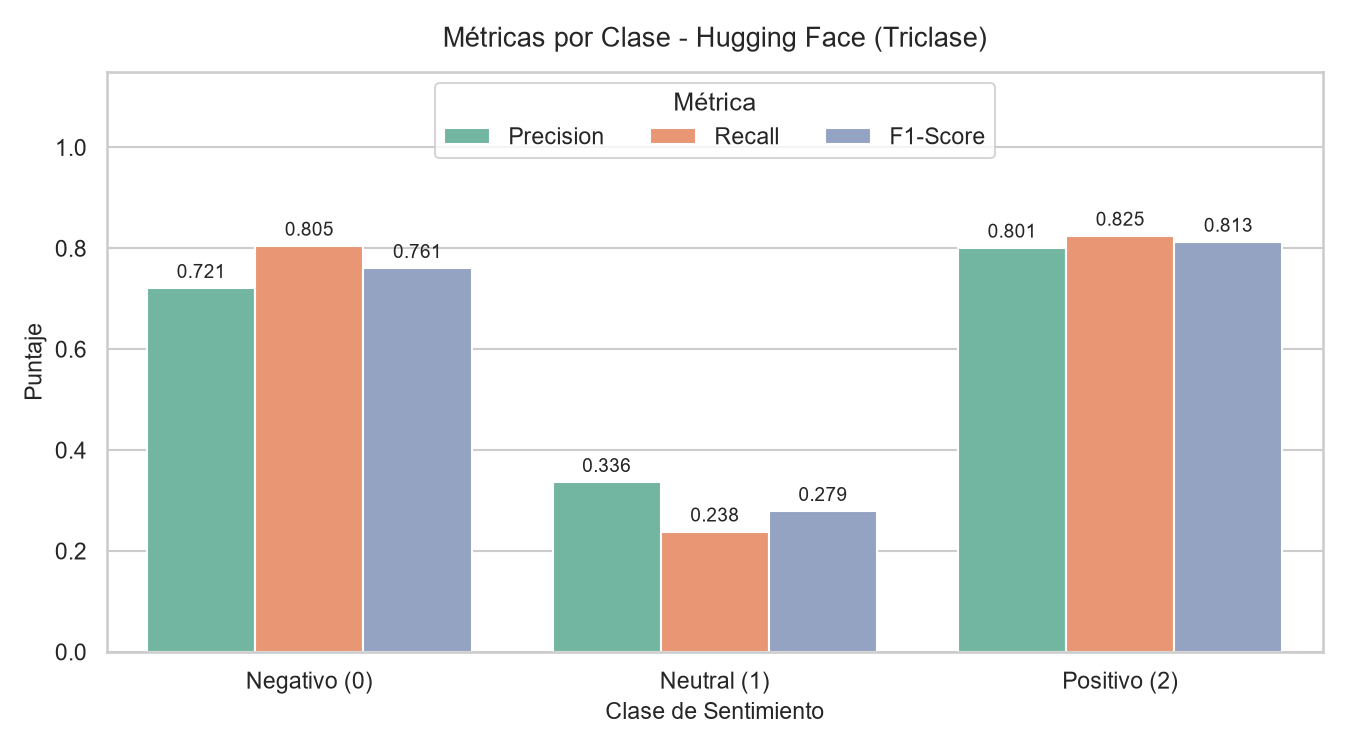 Métricas por Clase - Hugging Face (Triclase)
Métrica
Precision Recall F1-Score
Puntaje
1.0
0.8
0.6
0.4
0.2
0.0
0.721 0.805 0.761
0.336 0.238 0.279
0.801 0.825 0.813
Negativo (0) Neutral (1) Positivo (2)
Clase de Sentimiento